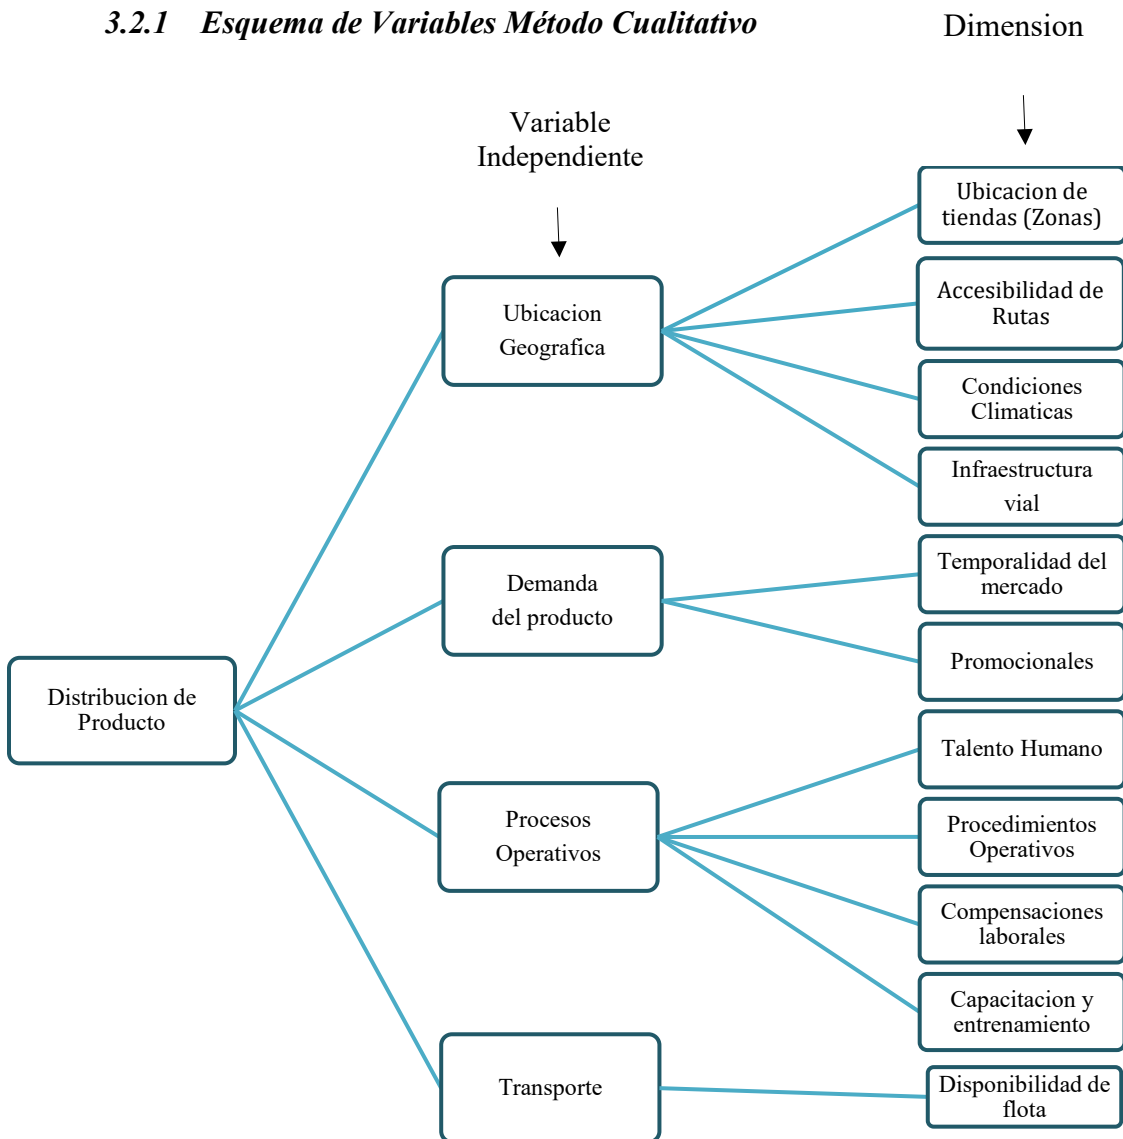 3.2.1 Esquema de Variables Método Cualitativo
Dimension
Variable
Independiente
Ubicacion de
tiendas (Zonas)
Accesibilidad de
Rutas
Ubicacion
Geografica
Condiciones
Climaticas
Infraestructura
vial
Demanda
del producto
Temporalidad del
mercado
Promocionales
Distribucion de
Producto
Talento Humano
Procesos
Operativos
Procedimientos
Operativos
Compensaciones
laborales
Capacitacion y
entrenamiento
Transporte
Disponibilidad de
flota